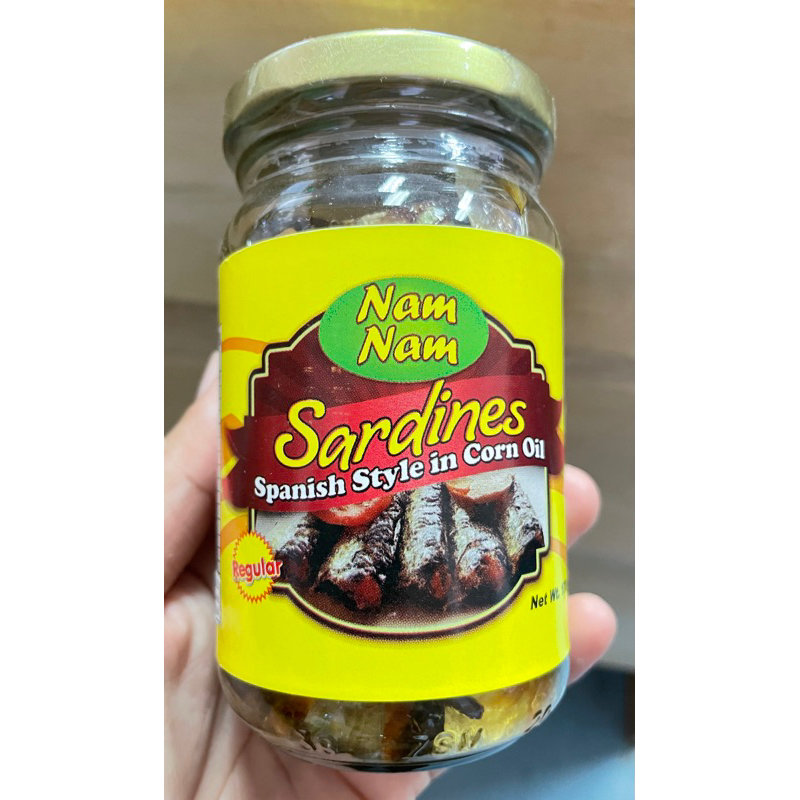 Nam
Nam
Sardines
Spanish Style in Corn Oil
Regular
Net Wt.